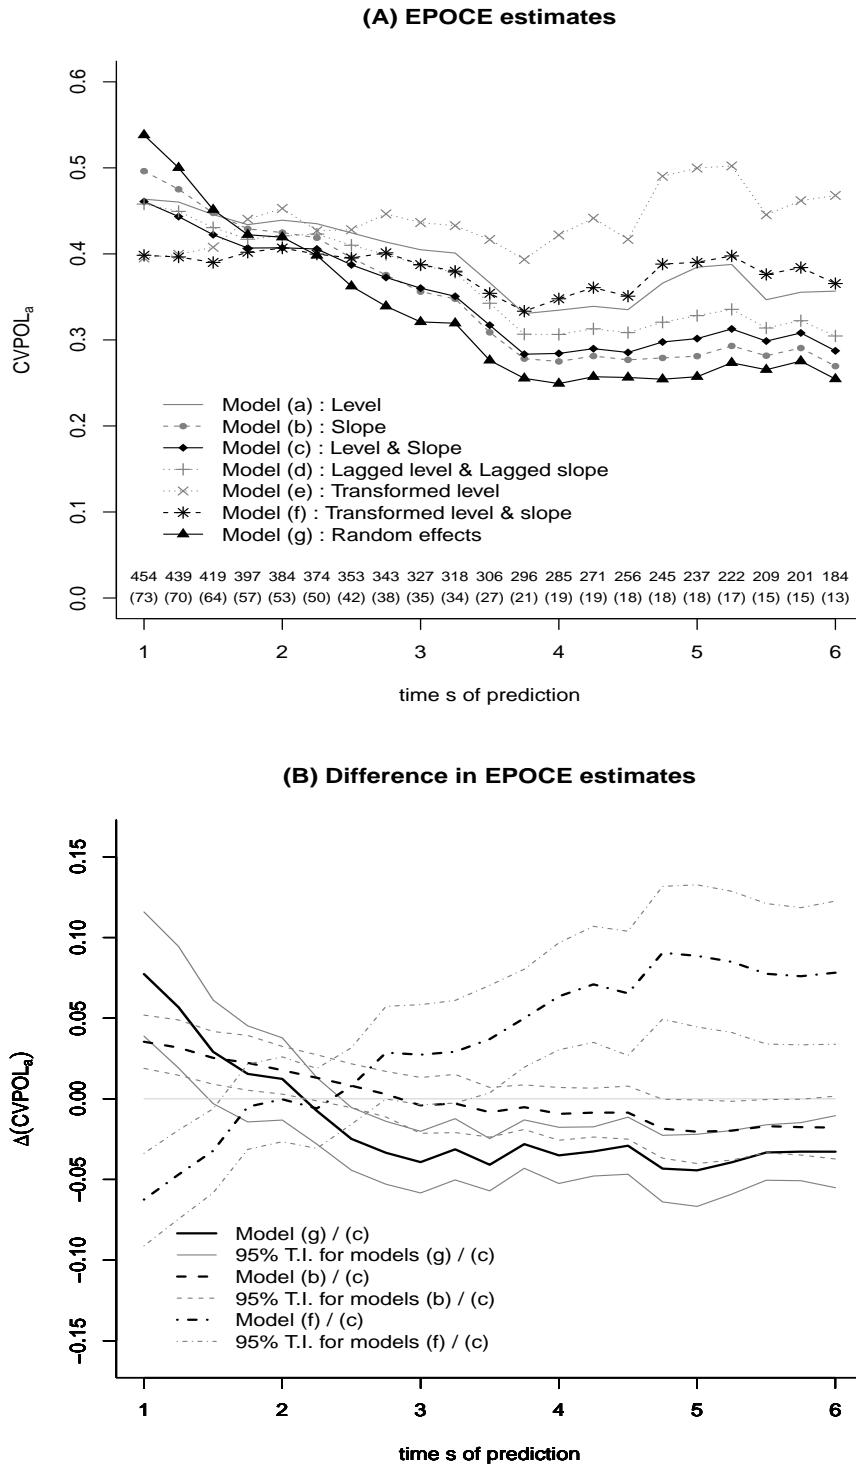 (A) EPOCE estimates
CVPOLa
0.6
0.5
0.4
0.3
0.2
0.1
0.0
Model (a) : Level
Model (b) : Slope
Model (c) : Level & Slope
Model (d) : Lagged level & Lagged slope
Model (e) : Transformed level
Model (f) : Transformed level & slope
Model (g) : Random effects
454 439 419 397 384 374 353 343 327 318 306 296 285 271 256 245 237 222 209 201 184
(73) (70) (64) (57) (53) (50) (42) (38) (35) (34) (27) (21) (19) (19) (18) (18) (18) (17) (15) (15) (13)
1 2 3 4 5 6
time s of prediction
(B) Difference in EPOCE estimates
Δ(CVPOLa)
0.15
0.10
0.05
0.00
−0.05
−0.10
−0.15
Model (g) / (c)
95% T.I. for models (g) / (c)
Model (b) / (c)
95% T.I. for models (b) / (c)
Model (f) / (c)
95% T.I. for models (f) / (c)
1 2 3 4 5 6
time s of prediction